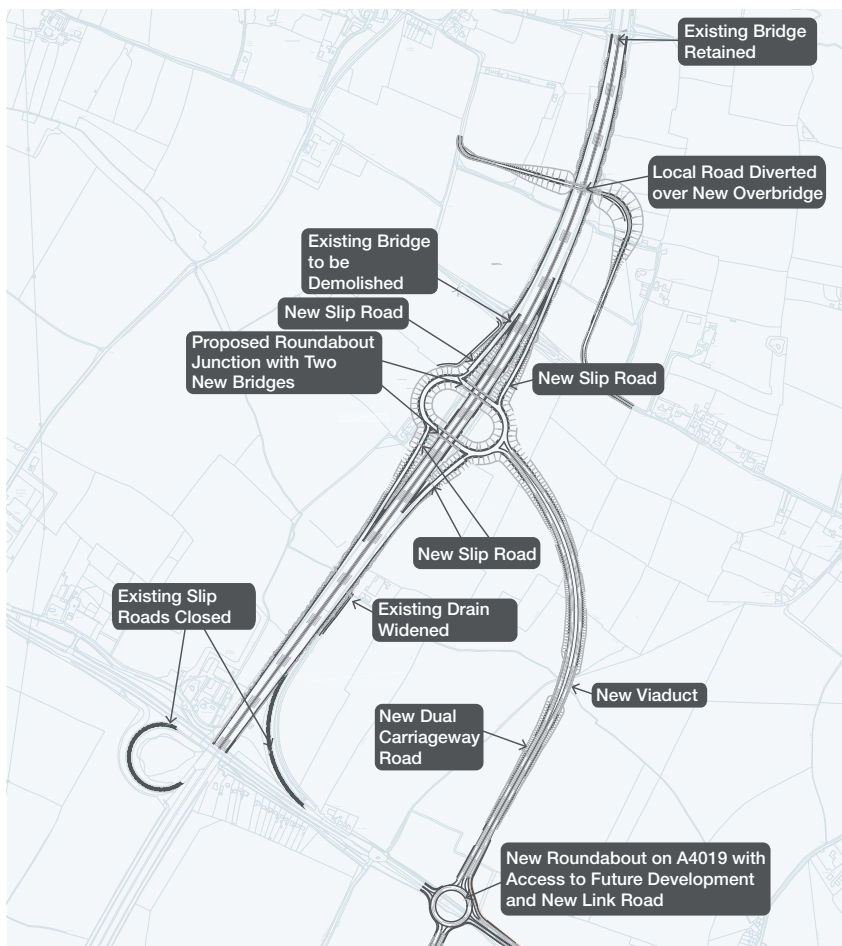 Existing Bridge
Retained
Local Road Diverted
over New Overbridge
Existing Bridge
to be
Demolished
New Slip Road
Proposed Roundabout
Junction with Two
New Bridges
New Slip Road
New Slip Road
Existing Slip
Roads Closed
Existing Drain
Widened
New Viaduct
New Dual
Carriageway
Road
New Roundabout on A4019 with
Access to Future Development
and New Link Road